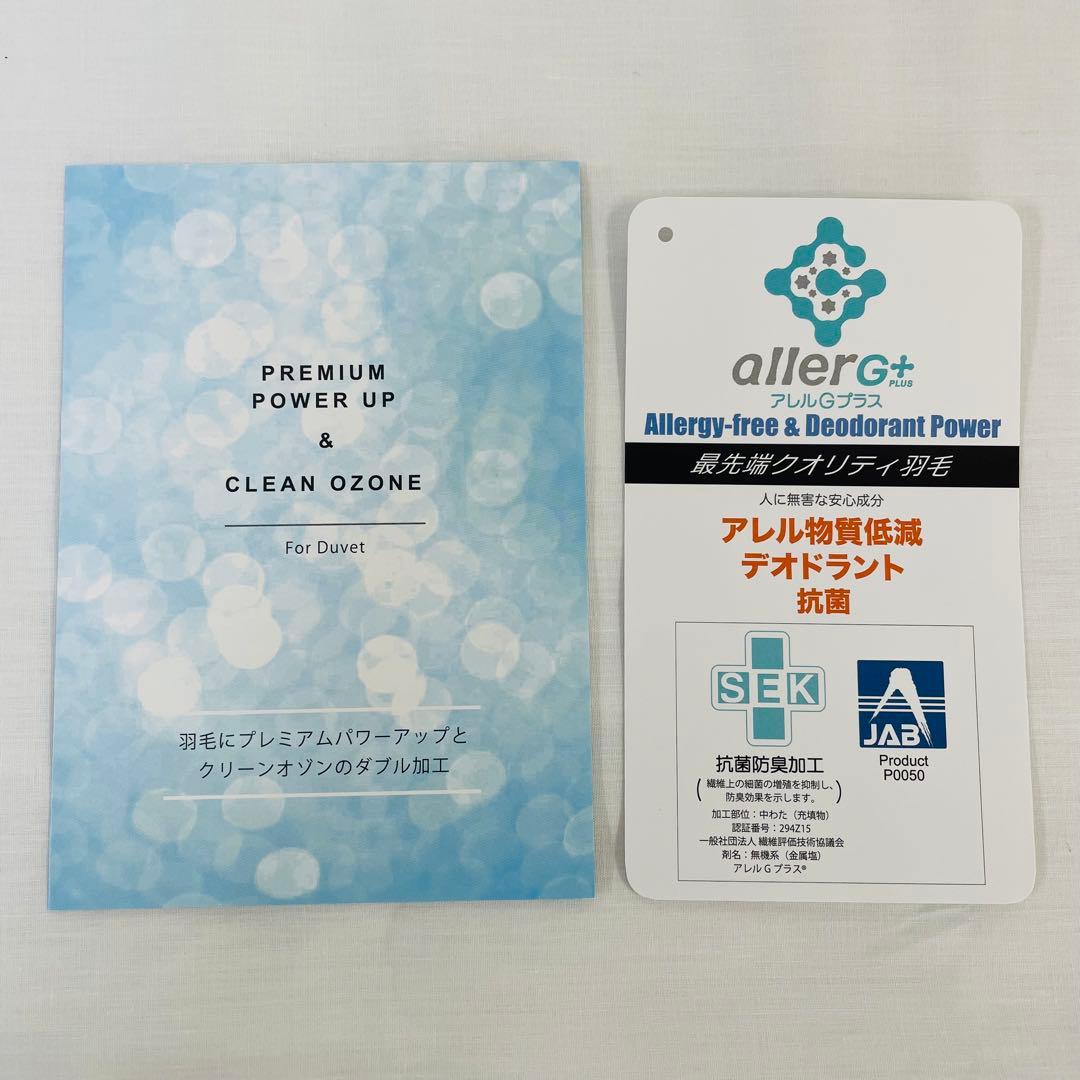 PREMIUM
POWER UP
&
CLEAN OZONE
For Duvet
羽毛にプレミアムパワーアップと
クリーンオゾンのダブル加工
allerG+
PLUS
アレルGプラス
Allergy-free & Deodorant Power
最先端クオリティ羽毛
人に無害な安心成分
アレル物質低減
デオドラント
抗菌
SEK
抗菌防臭加工
(繊維上の細菌の増殖を抑制し、
防臭効果を示します。)
加工部位：中わた（充填物）
認証番号：294Z15
一般社団法人 繊維評価技術協議会
剤名：無機系（金属塩）
アレル G プラス®
JAB
Product
P0050